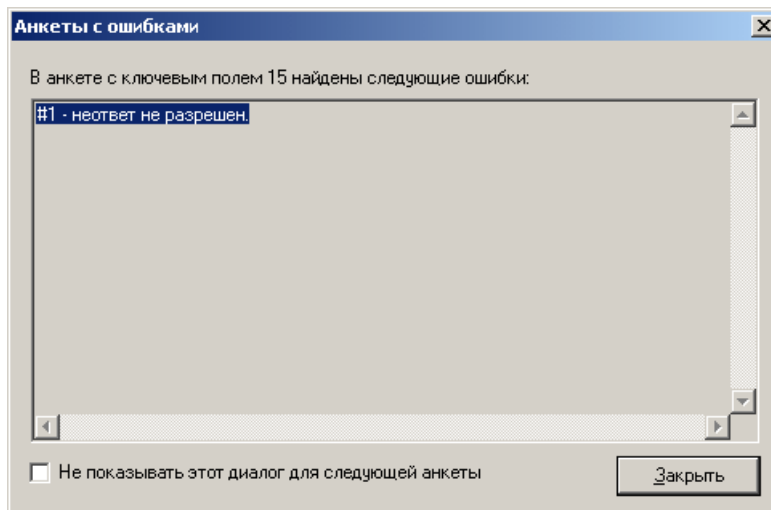 Анкеты с ошибками
В анкете с ключевым полем 15 найдены следующие ошибки:
#1 - неответ не разрешен.
Не показывать этот диалог для следующей анкеты
Закрыть